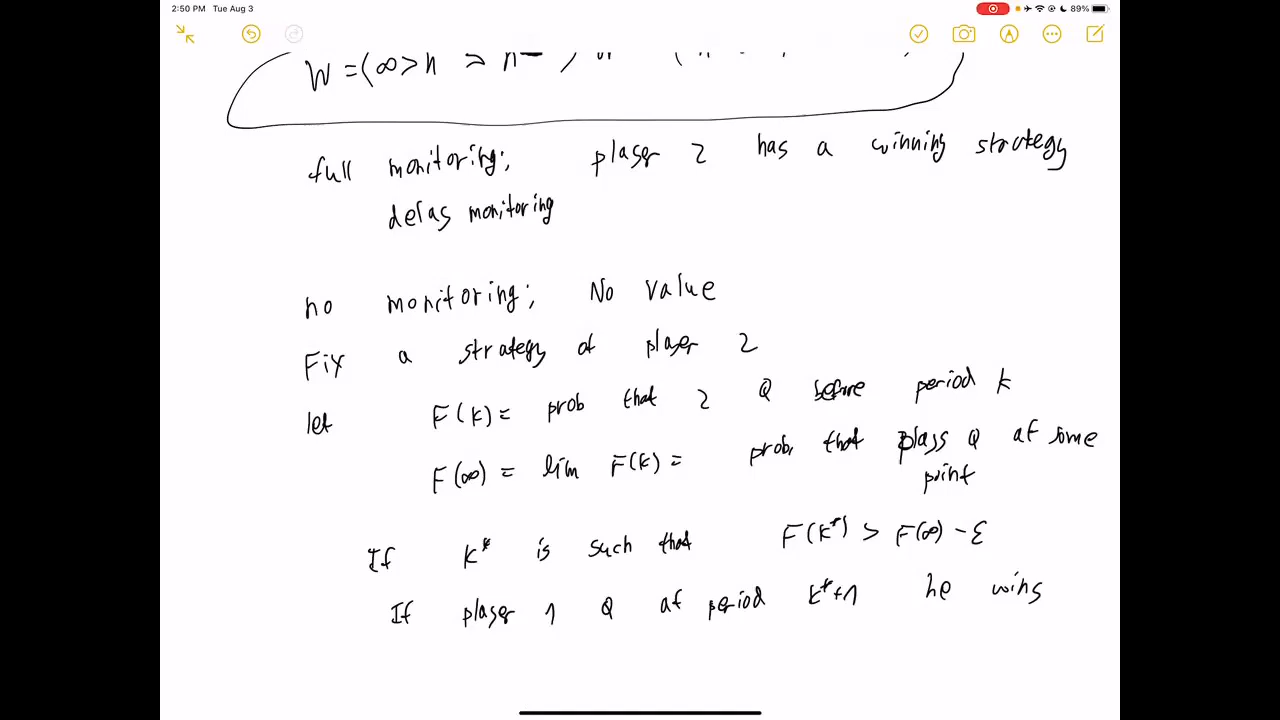 2:50 PM Tue Aug 3
89%
W = (∞ > n
full monitoring; player 2 has a winning strategy
delay monitoring
no monitoring; No value
Fix a strategy of player 2
let F(k) = prob that 2 Q before period k
F(∞) = lim F(k) = prob. that plays Q at some
point
If k* is such that F(k*) > F(∞) - ε
If player 1 Q at period k*+1 he wins